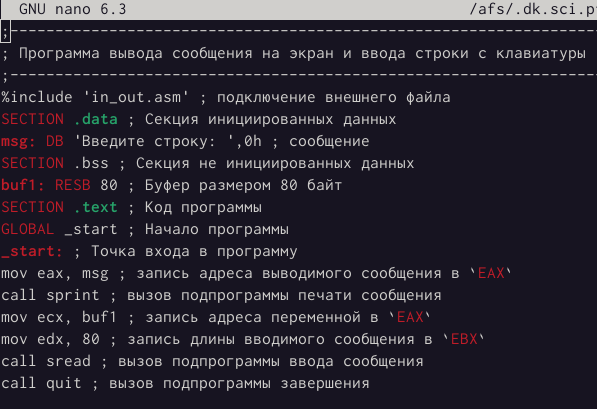 GNU nano 6.3 /afs/.dk.sci.p
;---------------------------------------------------------------
; Программа вывода сообщения на экран и ввода строки с клавиатуры
;---------------------------------------------------------------
%include 'in_out.asm' ; подключение внешнего файла
SECTION .data ; Секция инициированных данных
msg: DB 'Введите строку: ',0h ; сообщение
SECTION .bss ; Секция не инициированных данных
buf1: RESB 80 ; Буфер размером 80 байт
SECTION .text ; Код программы
GLOBAL _start ; Начало программы
_start: ; Точка входа в программу
mov eax, msg ; запись адреса выводимого сообщения в `EAX`
call sprint ; вызов подпрограммы печати сообщения
mov ecx, buf1 ; запись адреса переменной в `EAX`
mov edx, 80 ; запись длины вводимого сообщения в `EBX`
call sread ; вызов подпрограммы ввода сообщения
call quit ; вызов подпрограммы завершения